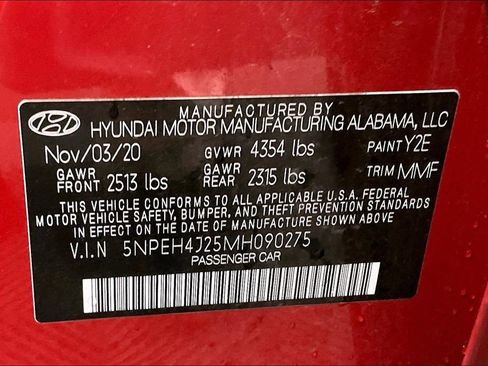 MANUFACTURED BY
HYUNDAI MOTOR MANUFACTURING ALABAMA, LLC
Nov/03/20 GVWR 4354 lbs PAINT Y2E
GAWR FRONT 2513 lbs GAWR REAR 2315 lbs TRIM MMF
THIS VEHICLE CONFORMS TO ALL APPLICABLE U.S.A. FEDERAL
MOTOR VEHICLE SAFETY, BUMPER, AND THEFT PREVENTION STANDARDS
IN EFFECT ON THE DATE OF MANUFACTURE SHOWN ABOVE.
V.I.N 5NPEH4J25MH090275
PASSENGER CAR